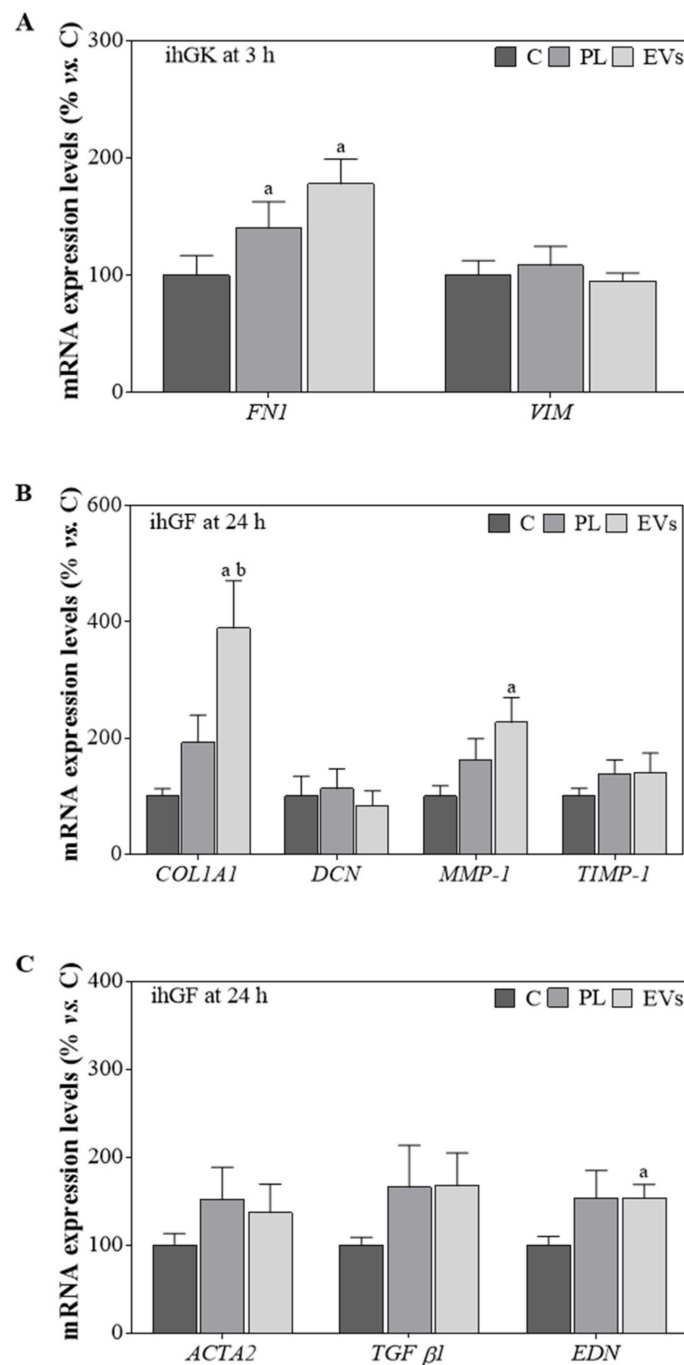 A
mRNA expression levels (% vs. C)
300
200
100
0
ihGK at 3 h
C PL EVs
a
a
FN1 VIM
B
mRNA expression levels (% vs. C)
600
400
200
0
ihGF at 24 h
C PL EVs
a b
a
COL1A1 DCN MMP-1 TIMP-1
C
mRNA expression levels (% vs. C)
400
300
200
100
0
ihGF at 24 h
C PL EVs
a
ACTA2 TGF β1 EDN